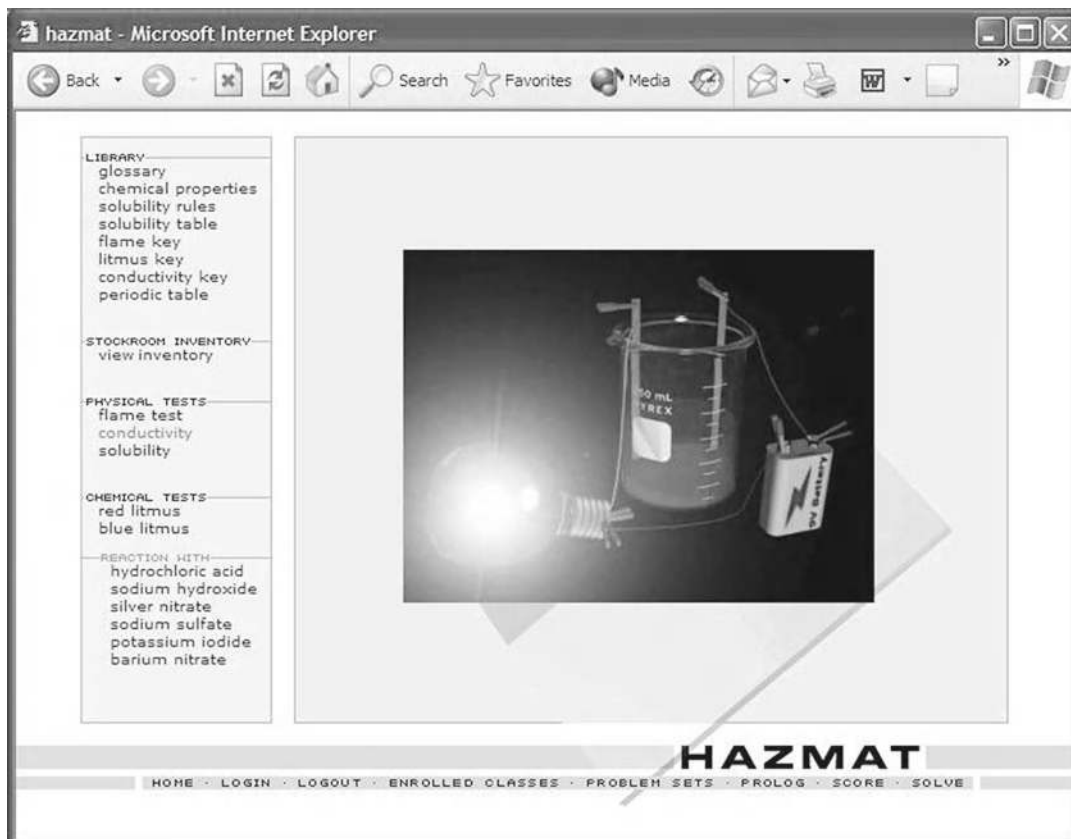 hazmat - Microsoft Internet Explorer
Back Search Favorites Media »
LIBRARY
glossary
chemical properties
solubility rules
solubility table
flame key
litmus key
conductivity key
periodic table
STOCKROOM INVENTORY
view inventory
PHYSICAL TESTS
flame test
conductivity
solubility
CHEMICAL TESTS
red litmus
blue litmus
REACTION WITH
hydrochloric acid
sodium hydroxide
silver nitrate
sodium sulfate
potassium iodide
barium nitrate
50 mL
PYREX
9V Battery
HAZMAT
HOME · LOGIN · LOGOUT · ENROLLED CLASSES · PROBLEM SETS · PROLOG · SCORE · SOLVE